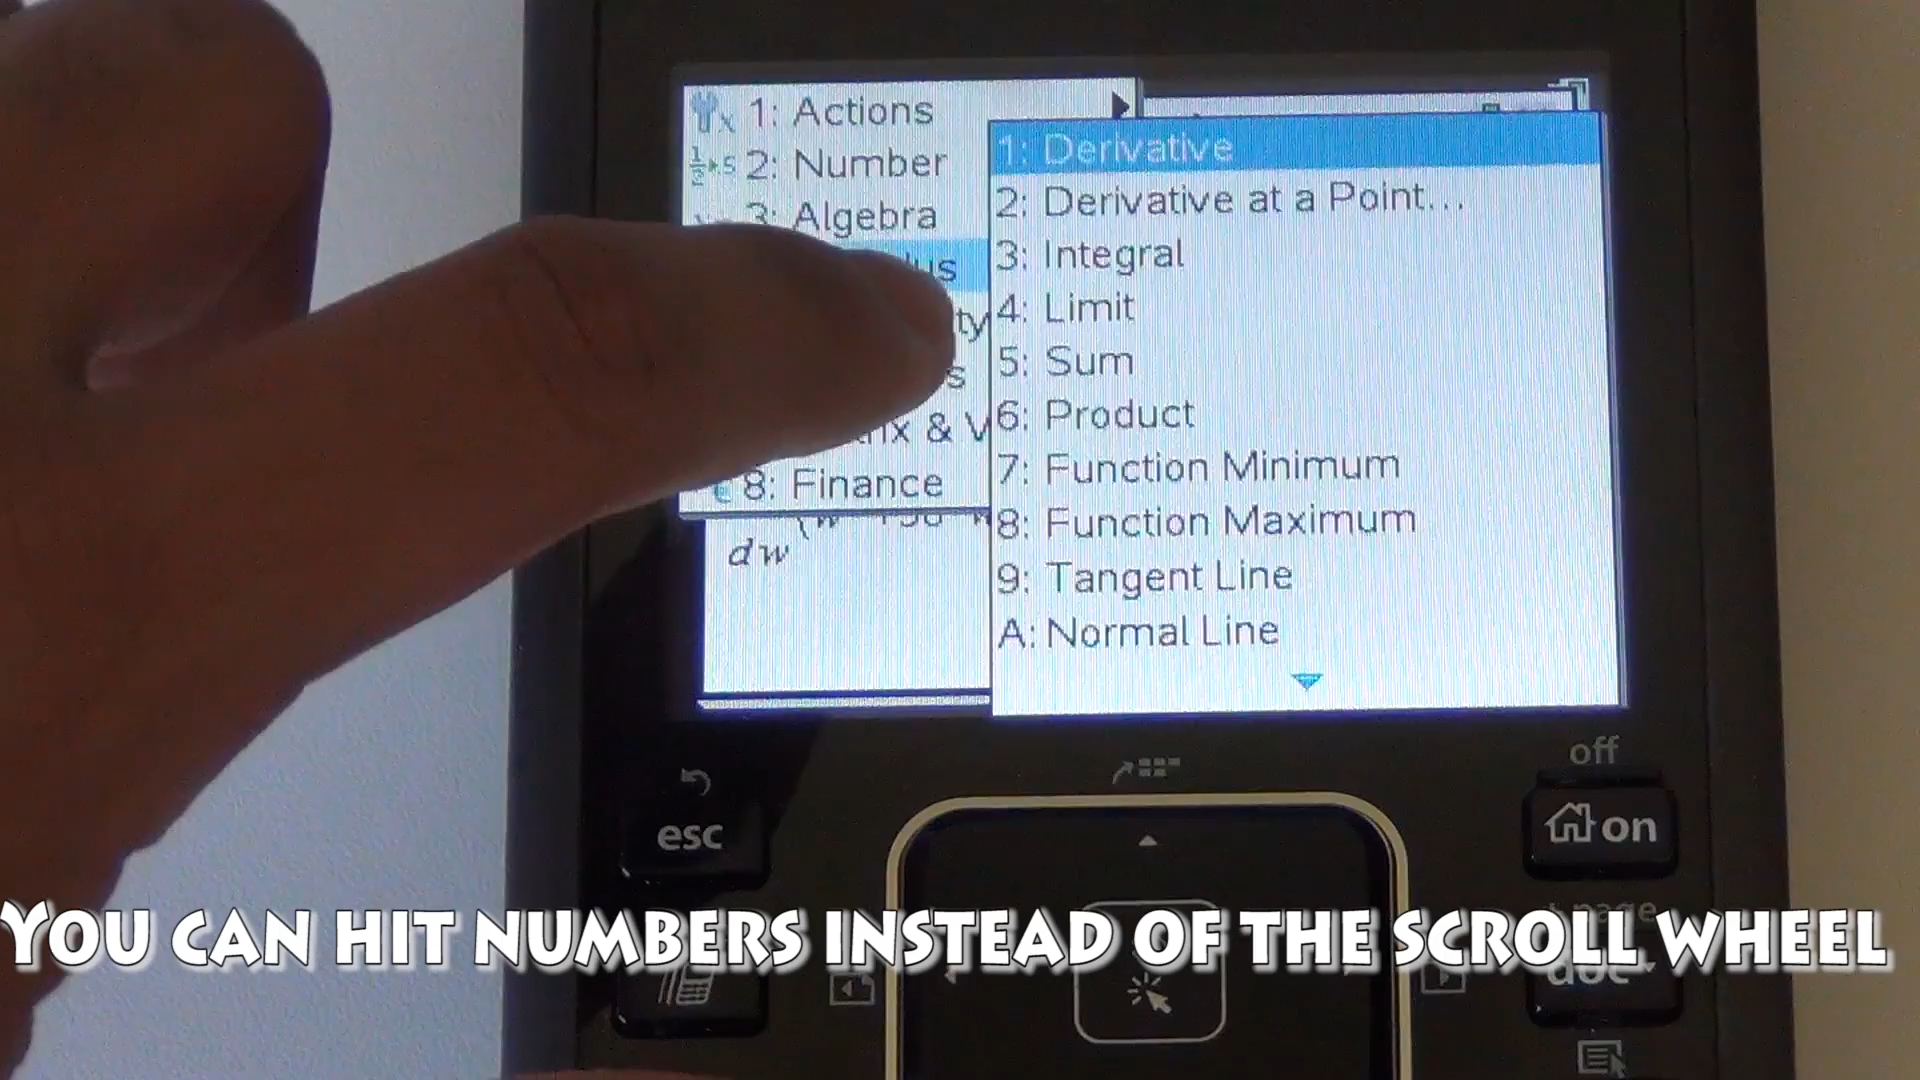 1: Actions
2: Number
3: Algebra
8: Finance
dw
1: Derivative
2: Derivative at a Point...
3: Integral
4: Limit
5: Sum
6: Product
7: Function Minimum
8: Function Maximum
9: Tangent Line
A: Normal Line
off
esc
on
YOU CAN HIT NUMBERS INSTEAD OF THE SCROLL WHEEL
doc